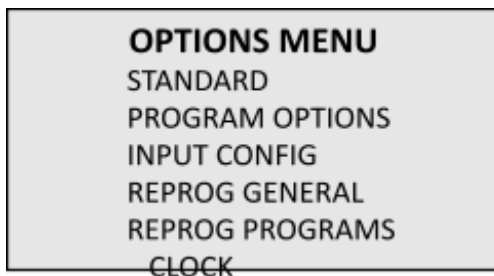 OPTIONS MENU
STANDARD
PROGRAM OPTIONS
INPUT CONFIG
REPROG GENERAL
REPROG PROGRAMS
CLOCK